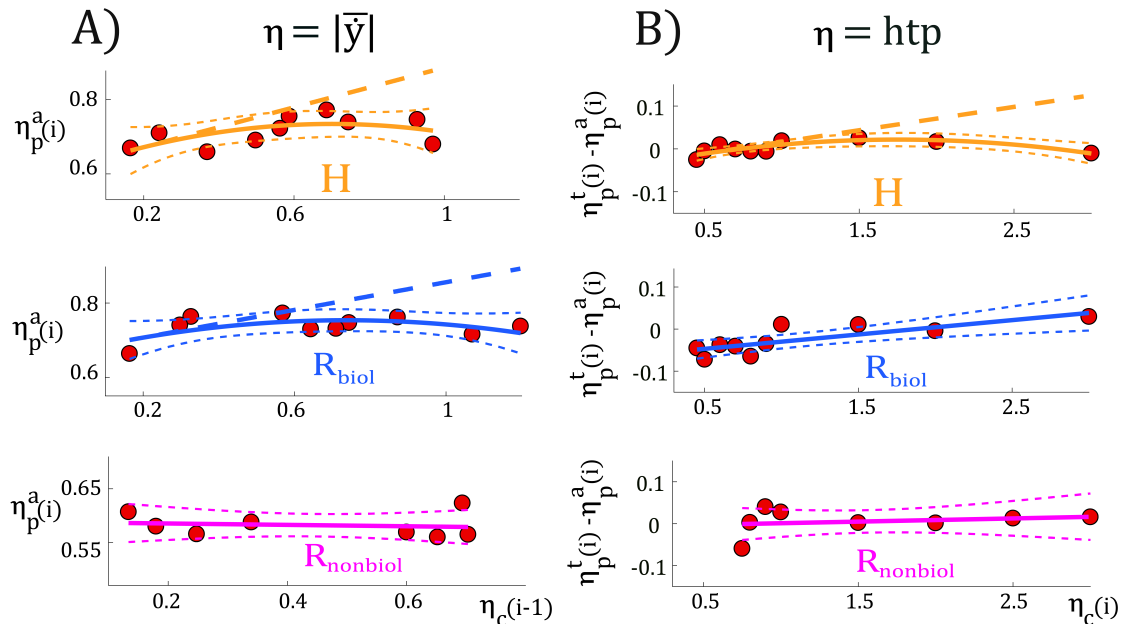 A) η = |ẏ̅|
B) η = htp
η_p^a(i)
0.8
0.6
H
0.2 0.6 1
η_p^t(i) -η_p^a(i)
0.1
0
-0.1
H
0.5 1.5 2.5
η_p^a(i)
0.8
0.6
R_biol
0.2 0.6 1
η_p^t(i) -η_p^a(i)
0.1
0
-0.1
R_biol
0.5 1.5 2.5
η_p^a(i)
0.65
0.55
R_nonbiol
0.2 0.4 0.6 η_c(i-1)
η_p^t(i) -η_p^a(i)
0.1
0
-0.1
R_nonbiol
0.5 1.5 2.5 η_c(i)